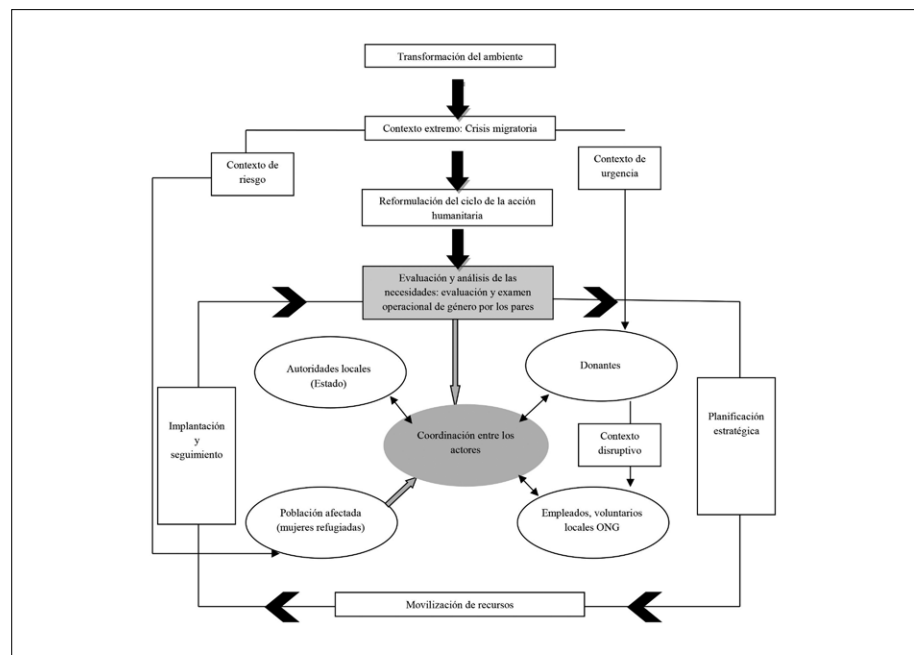 Transformación del ambiente
Contexto extremo: Crisis migratoria
Contexto de
riesgo
Contexto de
urgencia
Reformulación del ciclo de la acción
humanitaria
Evaluación y análisis de las
necesidades: evaluación y examen
operacional de género por los pares
Autoridades locales
(Estado)
Donantes
Implantación
y
seguimiento
Coordinación entre los
actores
Contexto
disruptivo
Planificación
estratégica
Población afectada
(mujeres refugiadas)
Empleados, voluntarios
locales ONG
Movilización de recursos